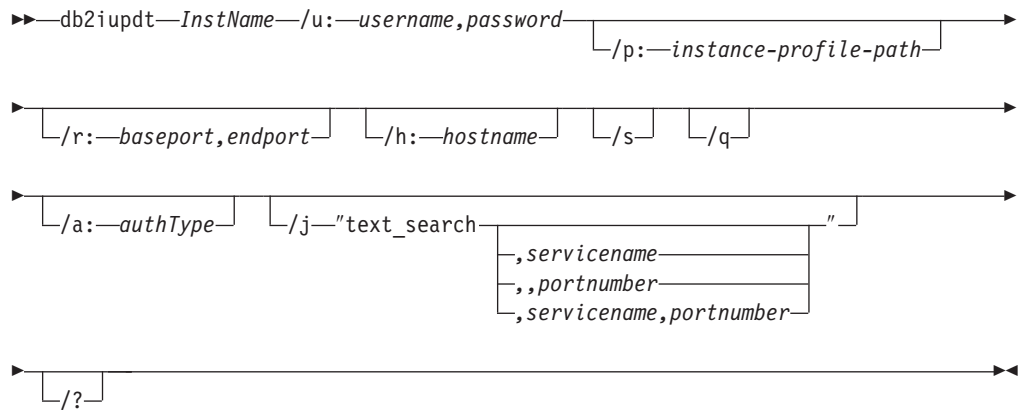 db2iupdt InstName /u: username,password
/p: instance-profile-path
/r: baseport,endport /h: hostname /s /q
/a: authType /j "text_search "
,servicename
,,portnumber
,servicename,portnumber
/?